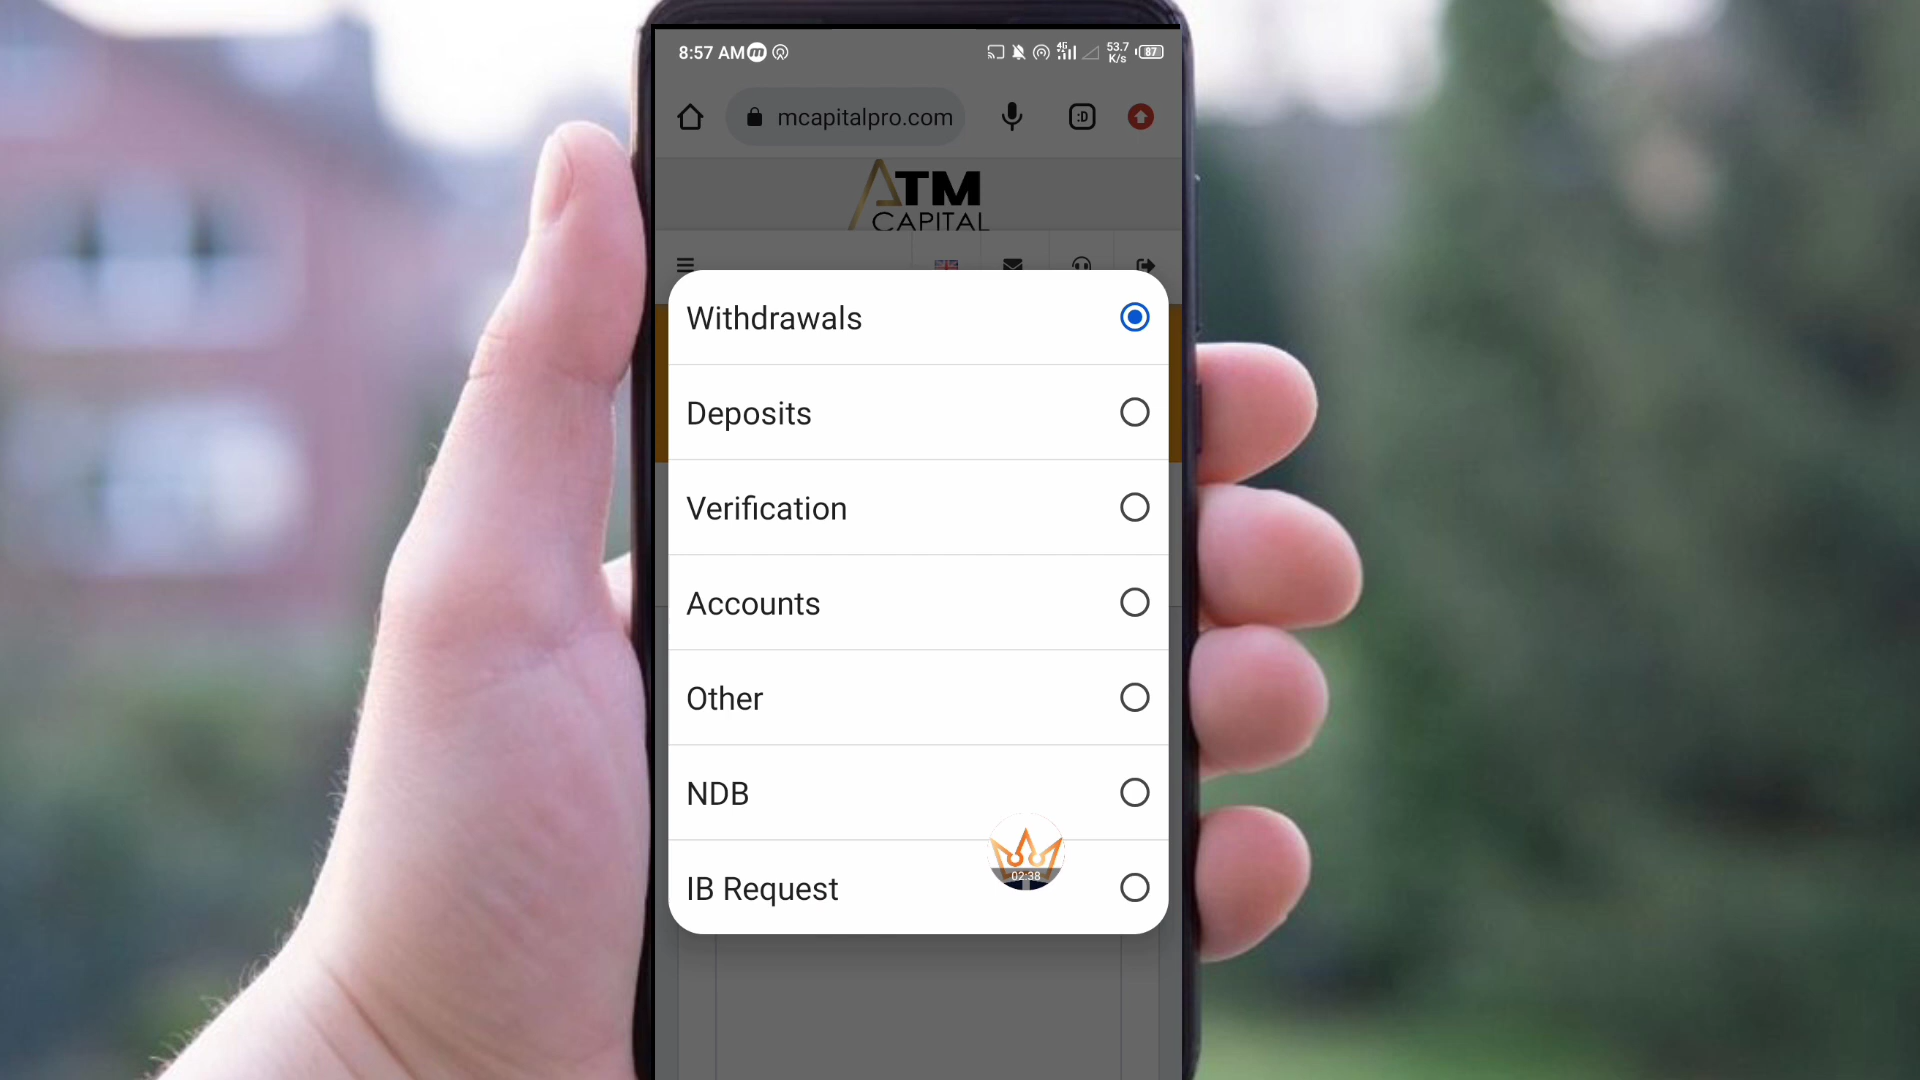 8:57 AM
4G
53.7
K/s
87
mcapitalpro.com
:D
ATM
CAPITAL
Withdrawals
Deposits
Verification
Accounts
Other
NDB
02:38
IB Request